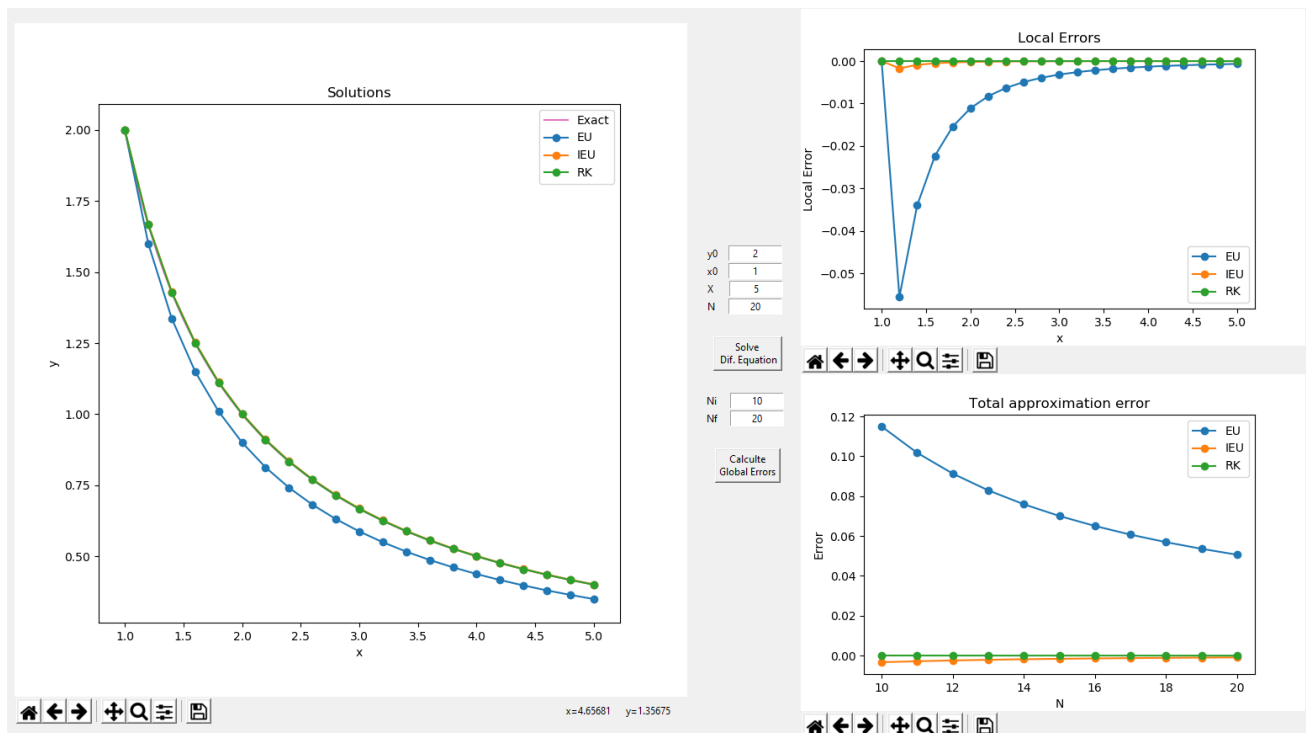 Solutions
2.00
1.75
1.50
1.25
1.00
0.75
0.50
y
Exact
EU
IEU
RK
1.0 1.5 2.0 2.5 3.0 3.5 4.0 4.5 5.0
x
x=4.65681 y=1.35675
y0 2
x0 1
X 5
N 20
Solve
Dif. Equation
Ni 10
Nf 20
Calculte
Global Errors
Local Errors
0.00
−0.01
−0.02
−0.03
−0.04
−0.05
Local Error
EU
IEU
RK
1.0 1.5 2.0 2.5 3.0 3.5 4.0 4.5 5.0
x
Total approximation error
0.12
0.10
0.08
0.06
0.04
0.02
0.00
Error
EU
IEU
RK
10 12 14 16 18 20
N